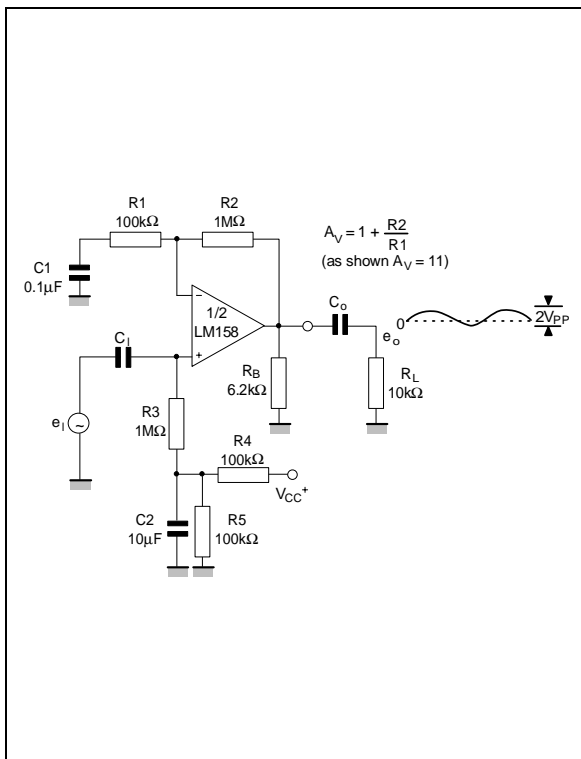 R1
100kΩ
R2
1MΩ
A_V = 1 + R2/R1
(as shown A_V = 11)
C1
0.1μF
1/2
LM158
−
+
C_I
C_o
0
2V_PP
e_o
R_B
6.2kΩ
R_L
10kΩ
e_I
~
R3
1MΩ
R4
100kΩ
V_CC+
C2
10μF
R5
100kΩ